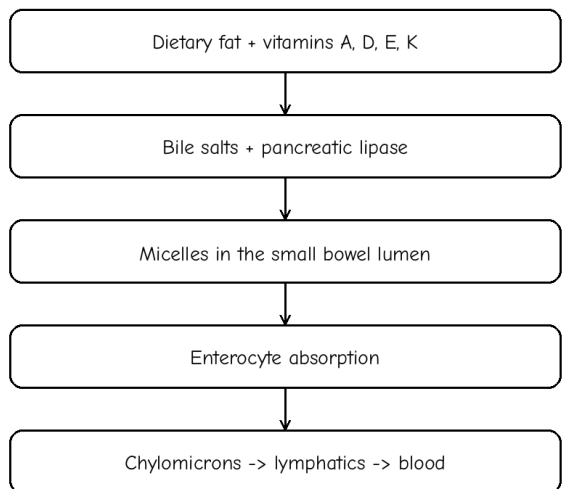 Dietary fat + vitamins A, D, E, K
Bile salts + pancreatic lipase
Micelles in the small bowel lumen
Enterocyte absorption
Chylomicrons -> lymphatics -> blood